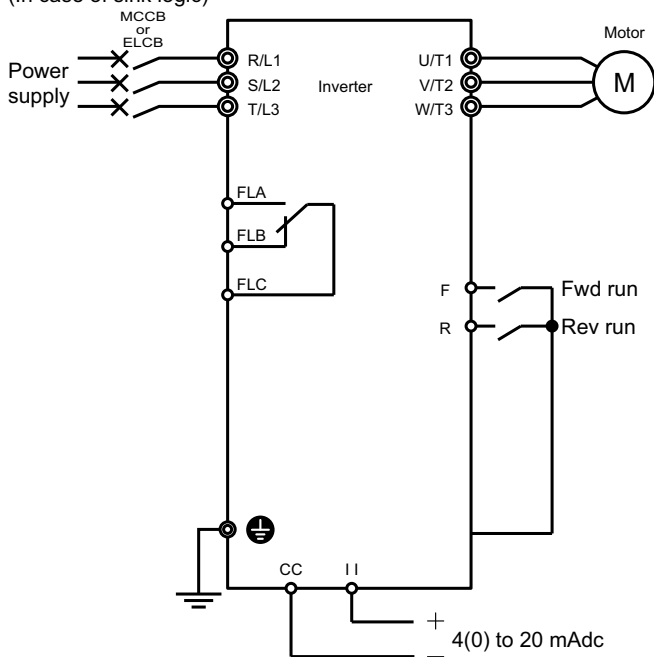 (In case of sink logic)
MCCB
or
ELCB
Power
supply
R/L1
S/L2
T/L3
Inverter
U/T1
V/T2
W/T3
Motor
M
FLA
FLB
FLC
F
Fwd run
R
Rev run
CC
I I
+
4(0) to 20 mAdc
−